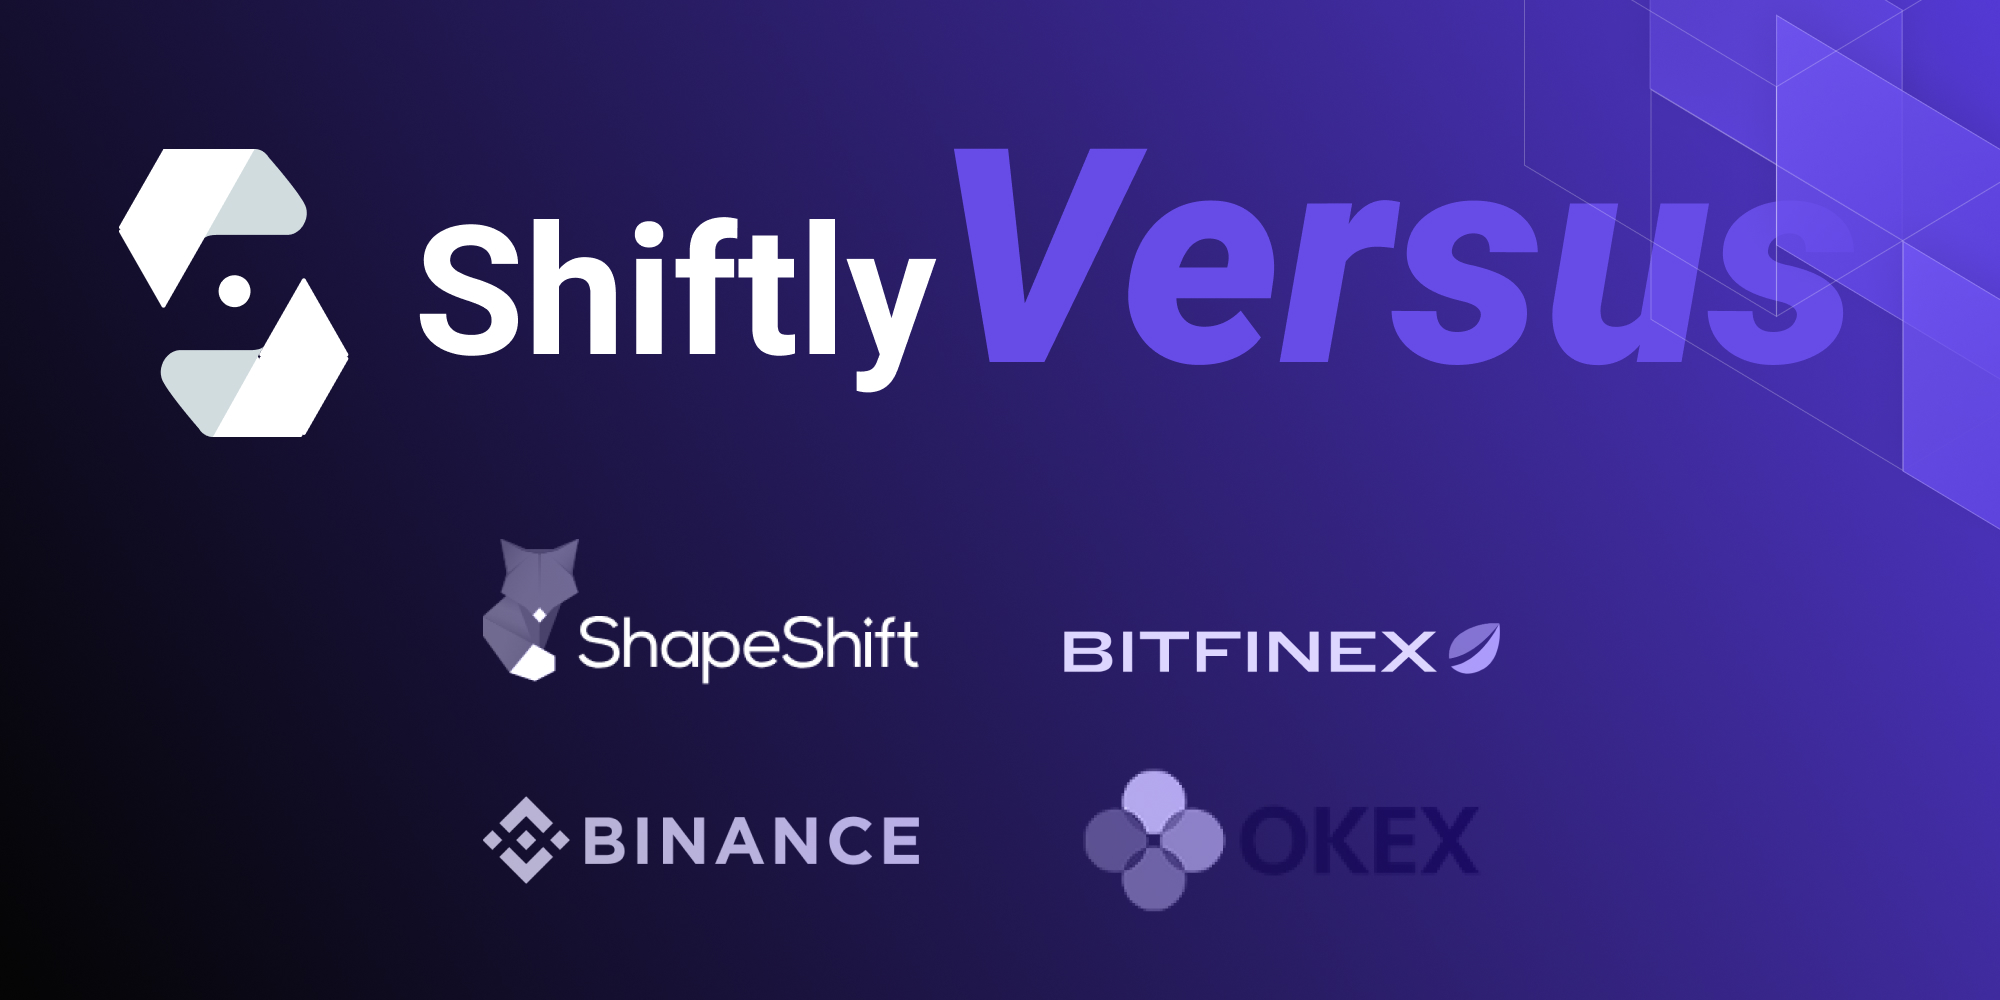 Shiftly Versus
ShapeShift
BITFINEX
BINANCE
OKEX